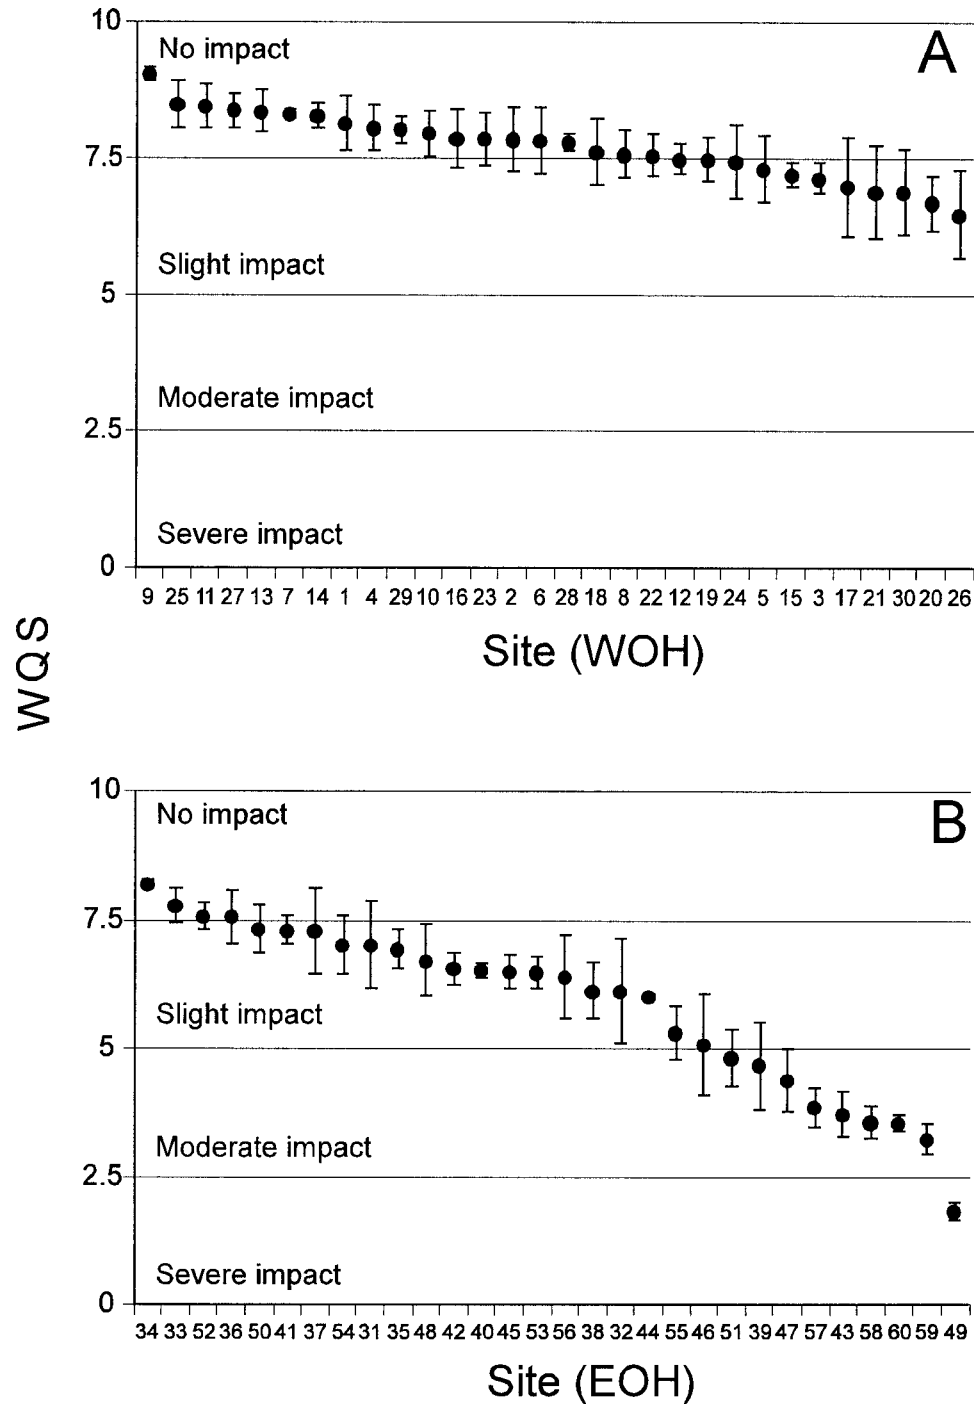 10
No impact
A
7.5
Slight impact
5
Moderate impact
2.5
Severe impact
0
9 25 11 27 13 7 14 1 4 29 10 16 23 2 6 28 18 8 22 12 19 24 5 15 3 17 21 30 20 26
Site (WOH)
WQS
10
No impact
B
7.5
Slight impact
5
Moderate impact
2.5
Severe impact
0
34 33 52 36 50 41 37 54 31 35 48 42 40 45 53 56 38 32 44 55 46 51 39 47 57 43 58 60 59 49
Site (EOH)